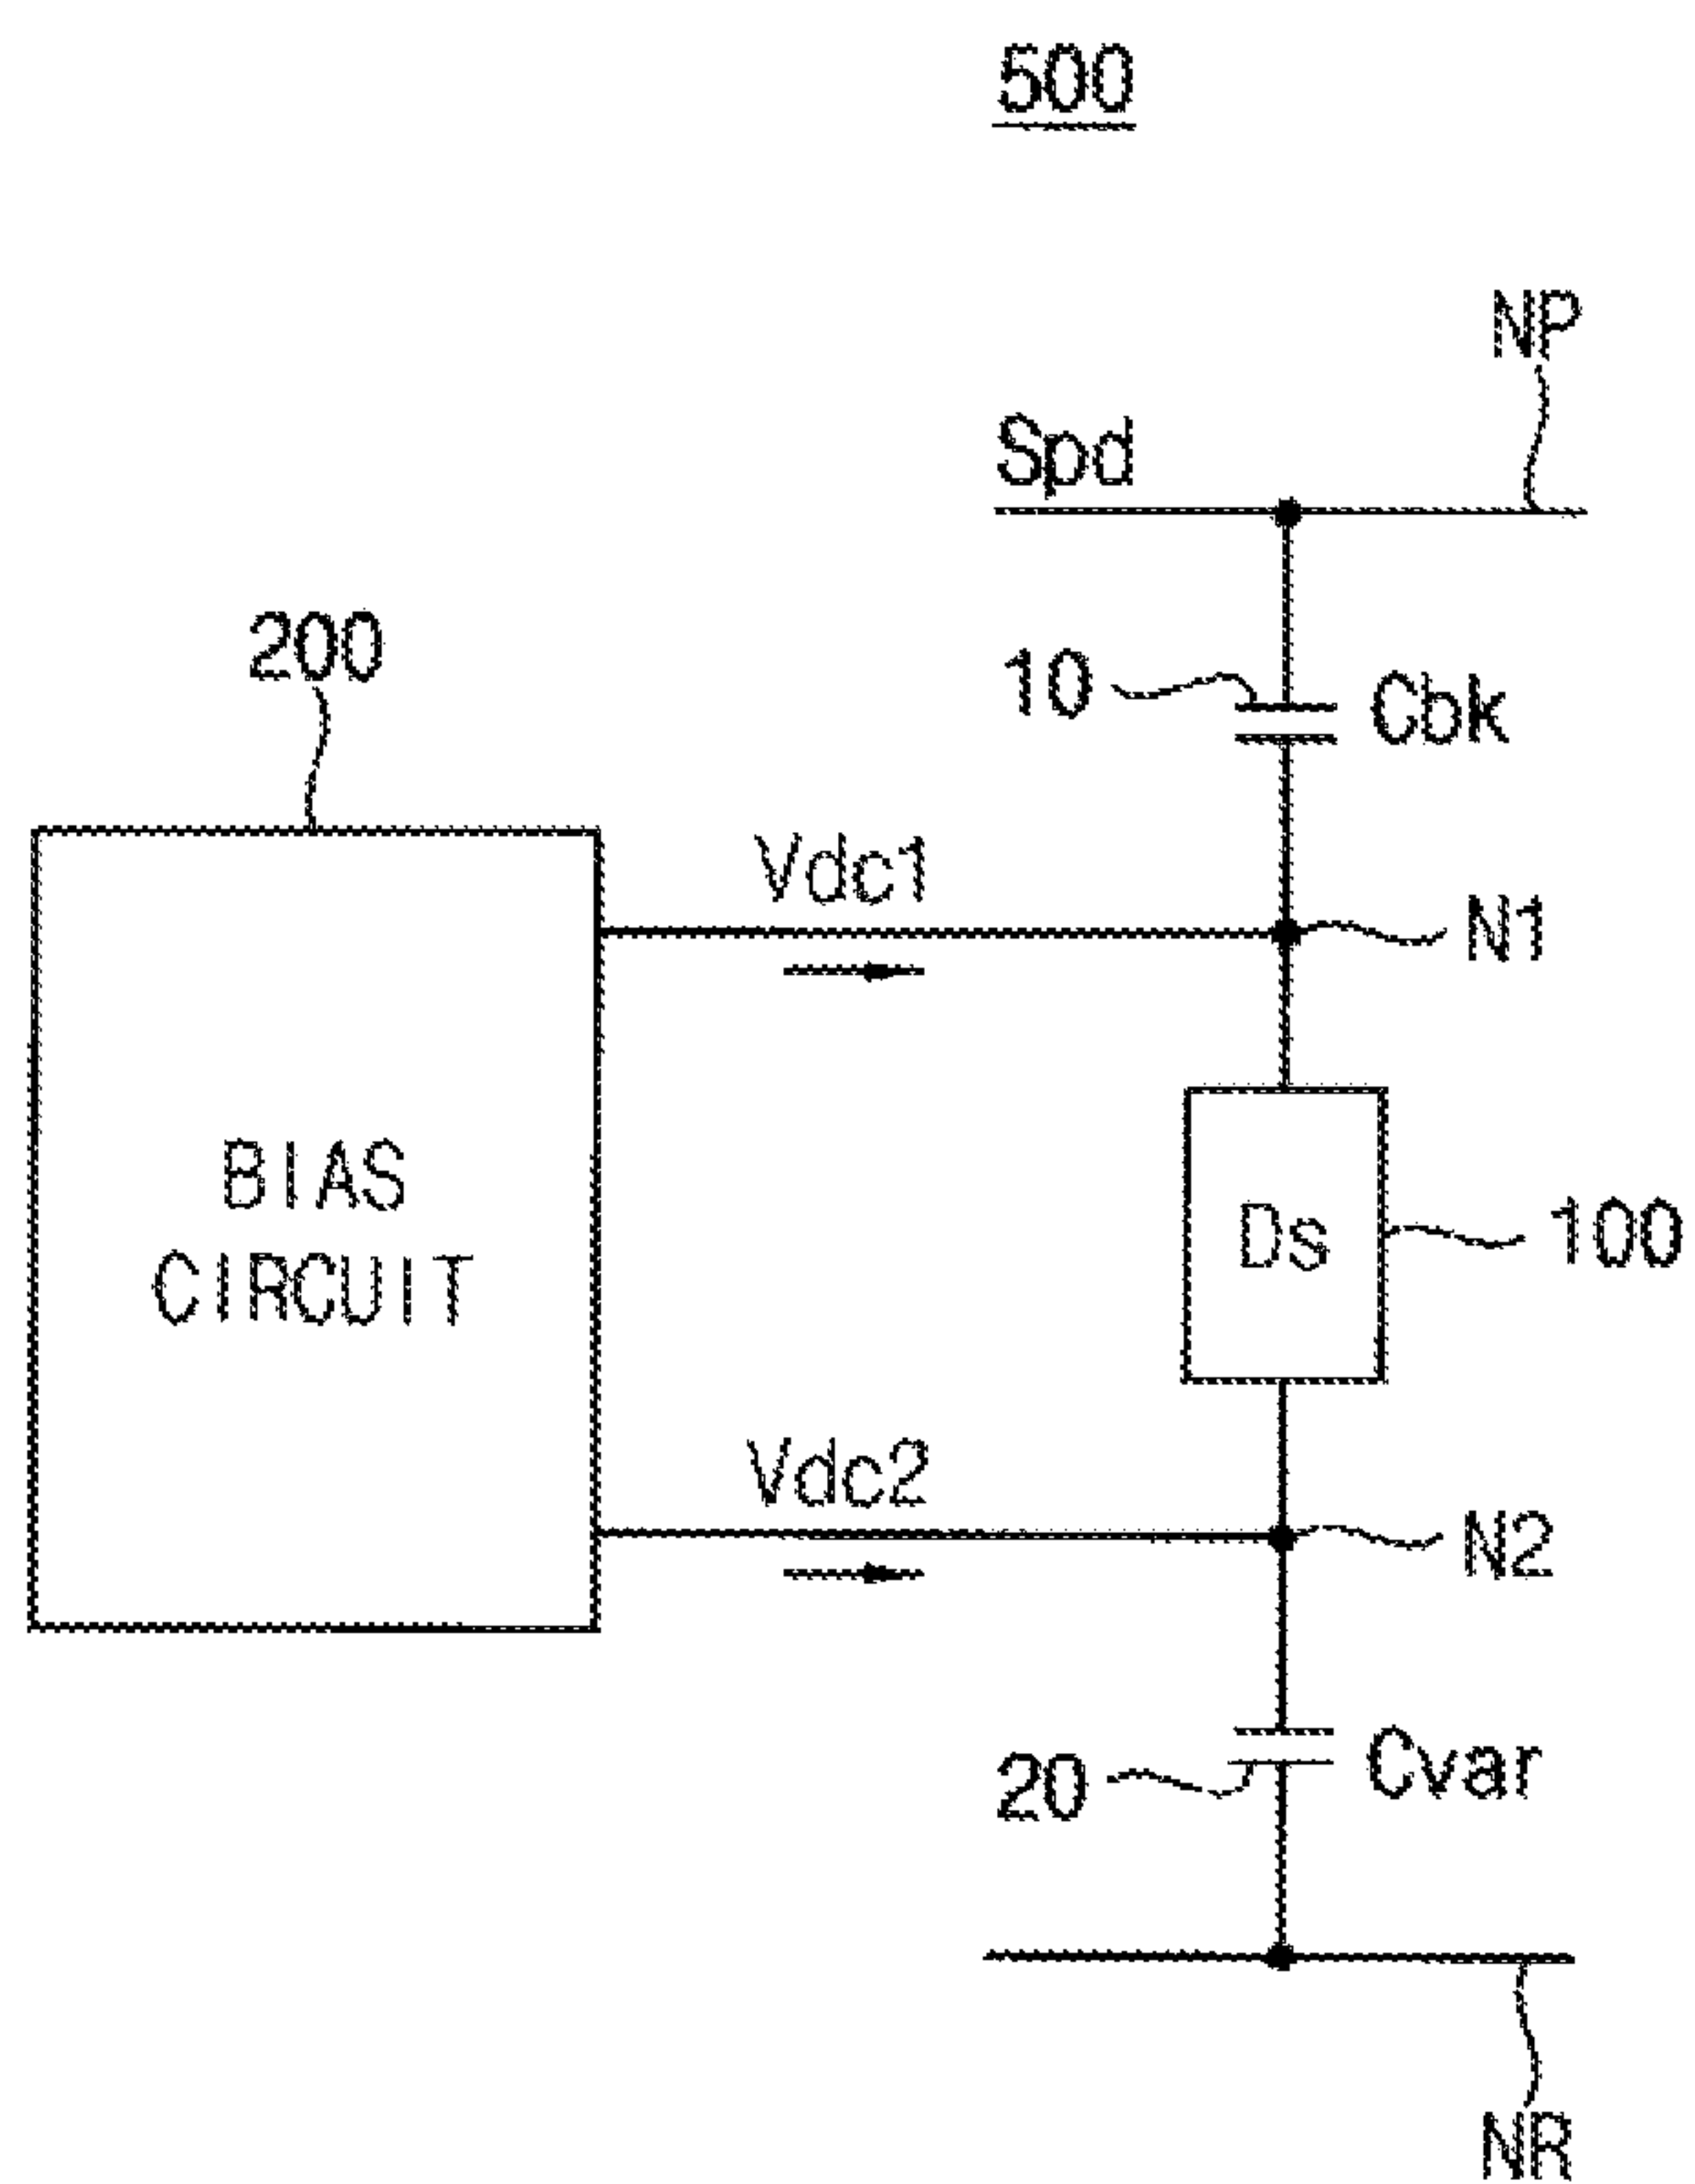 500
NP
Spd
200
10
Cbk
Vdc1
N1
BIAS
CIRCUIT
Ds
100
Vdc2
N2
20
Cvar
NR